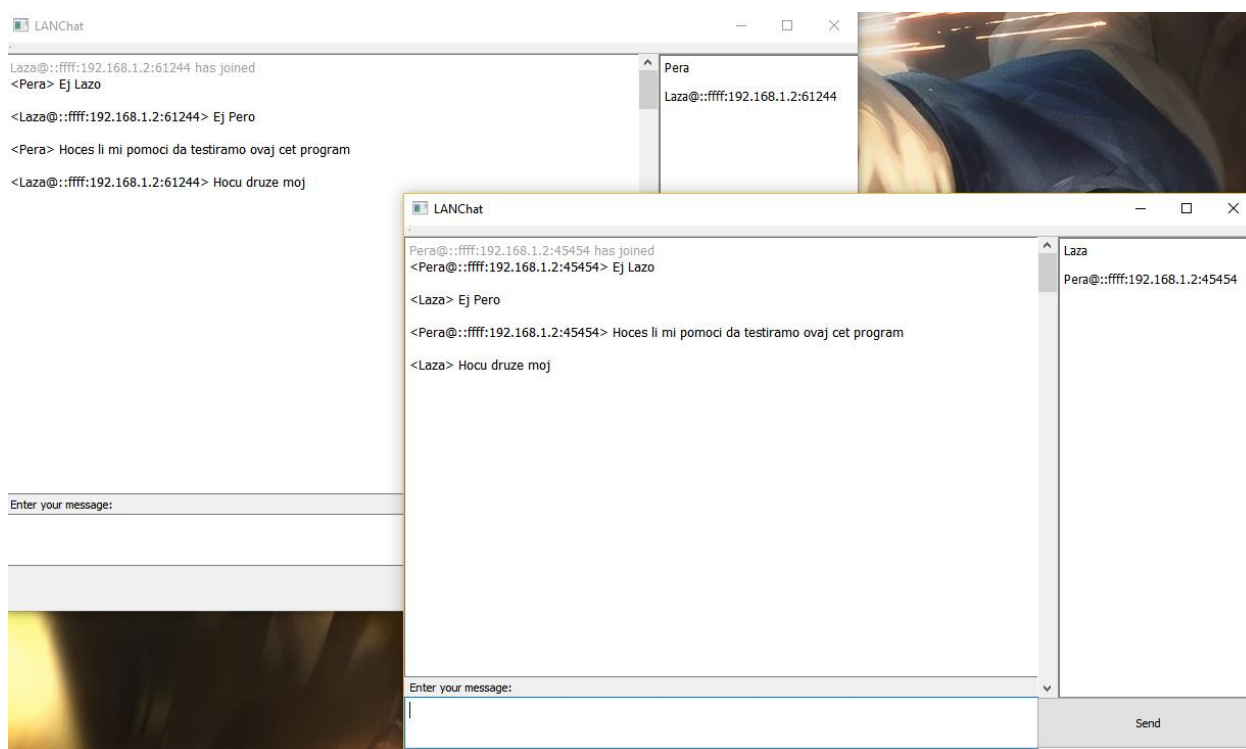 LANChat
Laza@::ffff:192.168.1.2:61244 has joined
<Pera> Ej Lazo
<Laza@::ffff:192.168.1.2:61244> Ej Pero
<Pera> Hoces li mi pomoci da testiramo ovaj cet program
<Laza@::ffff:192.168.1.2:61244> Hocu druze moj
Pera
Laza@::ffff:192.168.1.2:61244
Enter your message:
LANChat
Pera@::ffff:192.168.1.2:45454 has joined
<Pera@::ffff:192.168.1.2:45454> Ej Lazo
<Laza> Ej Pero
<Pera@::ffff:192.168.1.2:45454> Hoces li mi pomoci da testiramo ovaj cet program
<Laza> Hocu druze moj
Laza
Pera@::ffff:192.168.1.2:45454
Enter your message:
Send